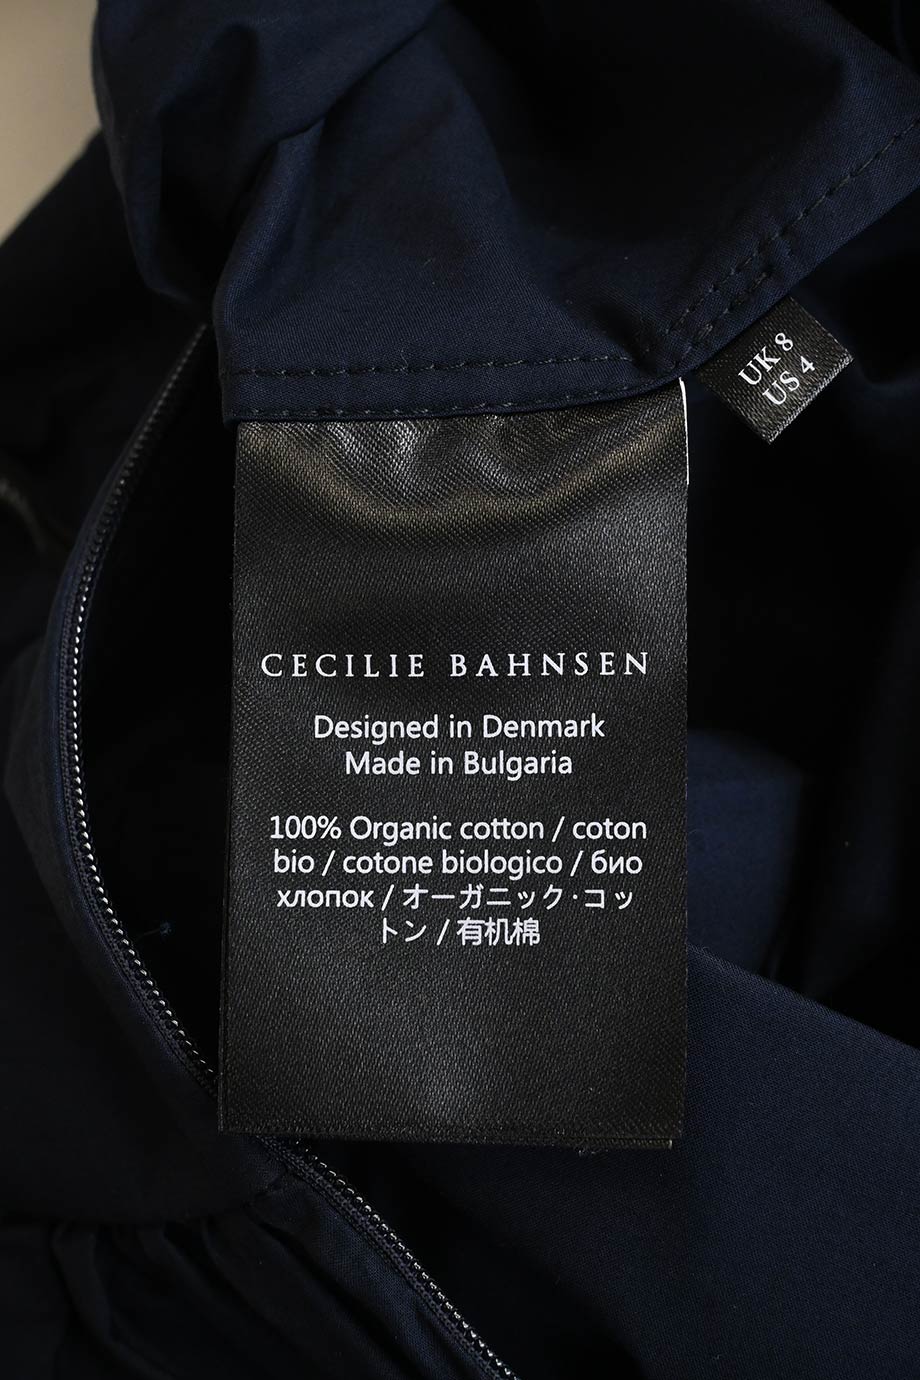 UK 8
US 4
CECILIE BAHNSEN
Designed in Denmark
Made in Bulgaria
100% Organic cotton / coton
bio / cotone biologico / био
хлопок / オーガニック・コッ
トン / 有机棉